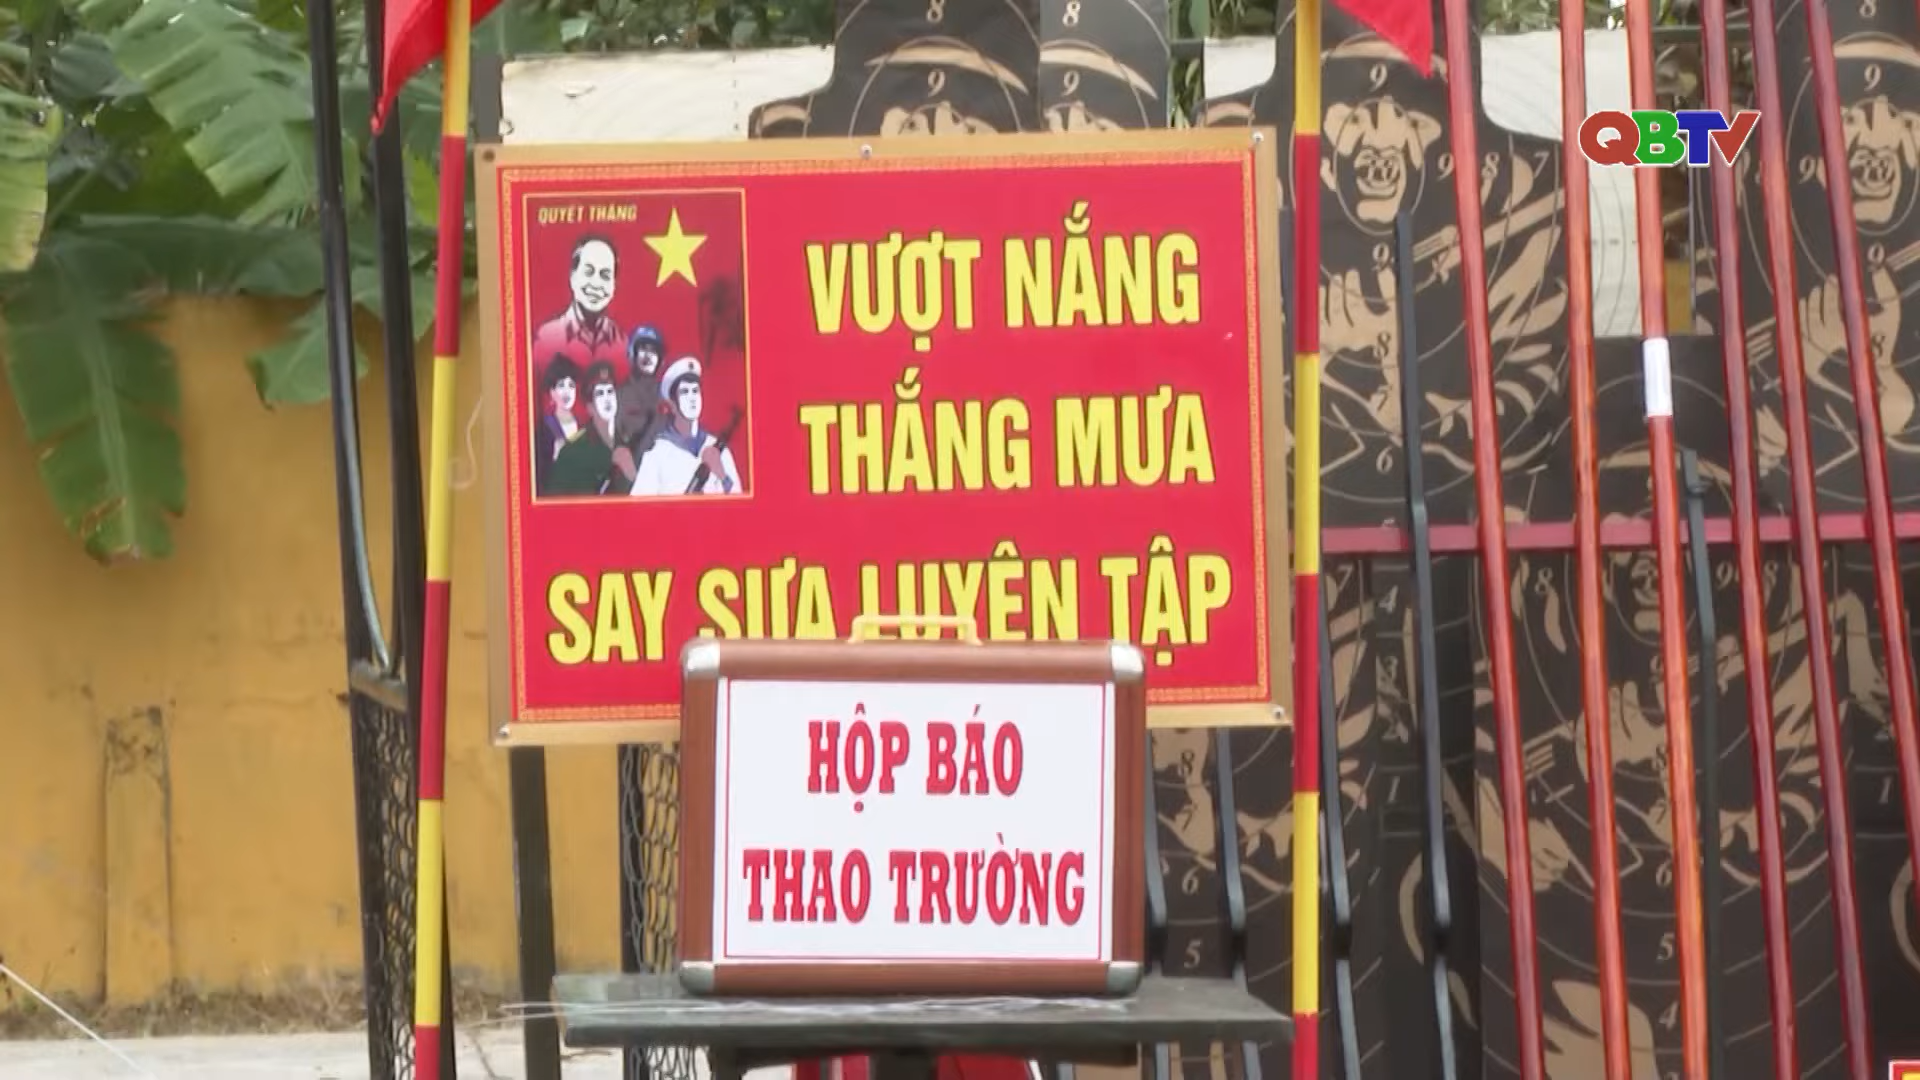 QBTV
QUYẾT THẮNG
VƯỢT NẮNG
THẮNG MƯA
SAY SƯA LUYỆN TẬP
HỘP BÁO
THAO TRƯỜNG